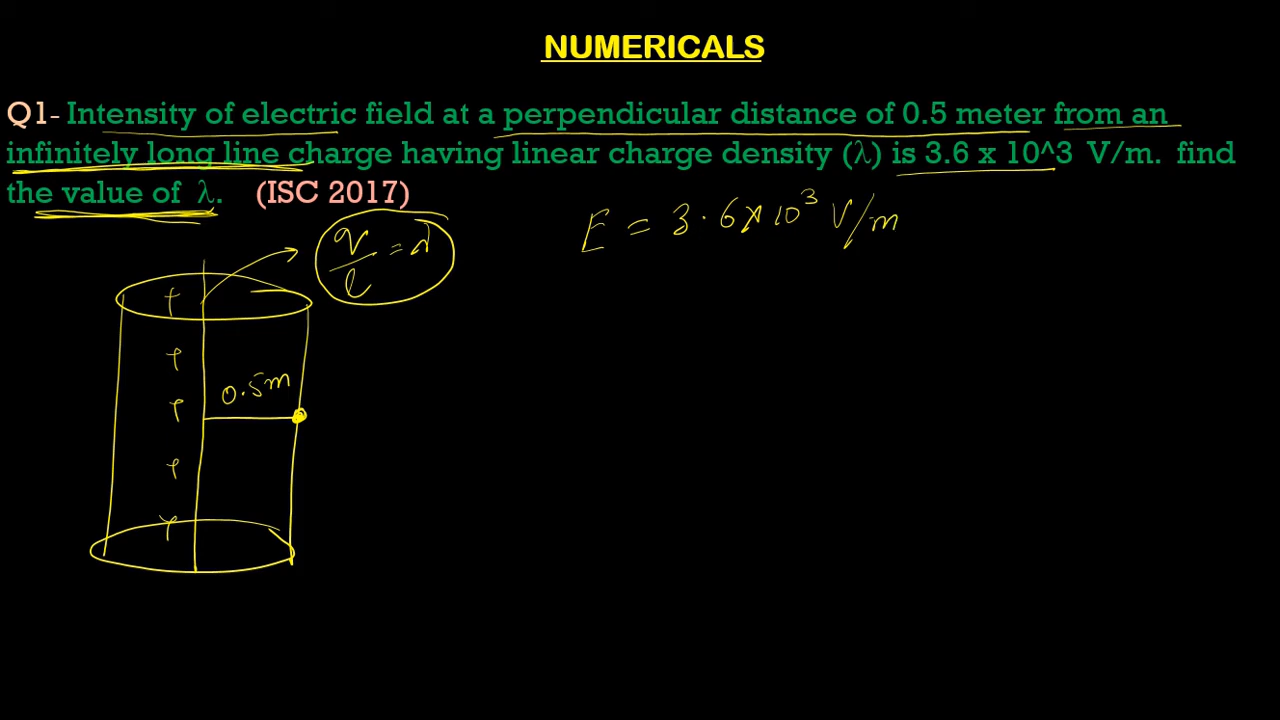 NUMERICALS
Q1- Intensity of electric field at a perpendicular distance of 0.5 meter from an
infinitely long line charge having linear charge density (λ) is 3.6 x 10^3 V/m. find
the value of λ. (ISC 2017)
E = 3.6 x 10³ V/m
q/l = λ
+
+
0.5m
+
+
+